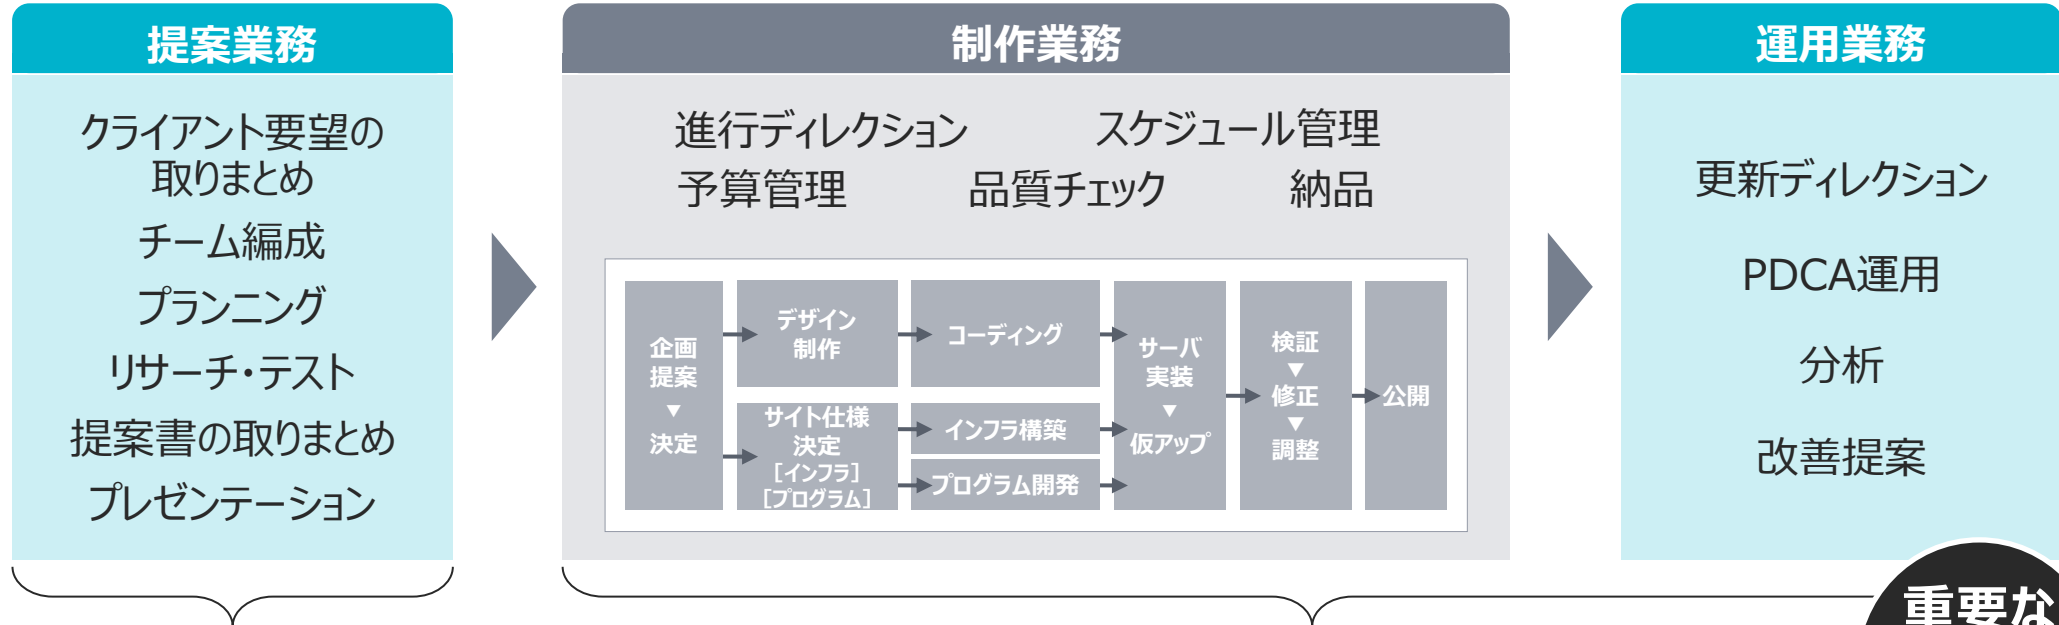 提案業務
クライアント要望の
取りまとめ
チーム編成
プランニング
リサーチ・テスト
提案書の取りまとめ
プレゼンテーション
制作業務
進行ディレクション
スケジュール管理
予算管理
品質チェック
納品
企画
提案
▼
決定
デザイン
制作
サイト仕様
決定
[インフラ]
[プログラム]
コーディング
インフラ構築
プログラム開発
サーバ
実装
▼
仮アップ
検証
▼
修正
▼
調整
公開
運用業務
更新ディレクション
PDCA運用
分析
改善提案
重要な